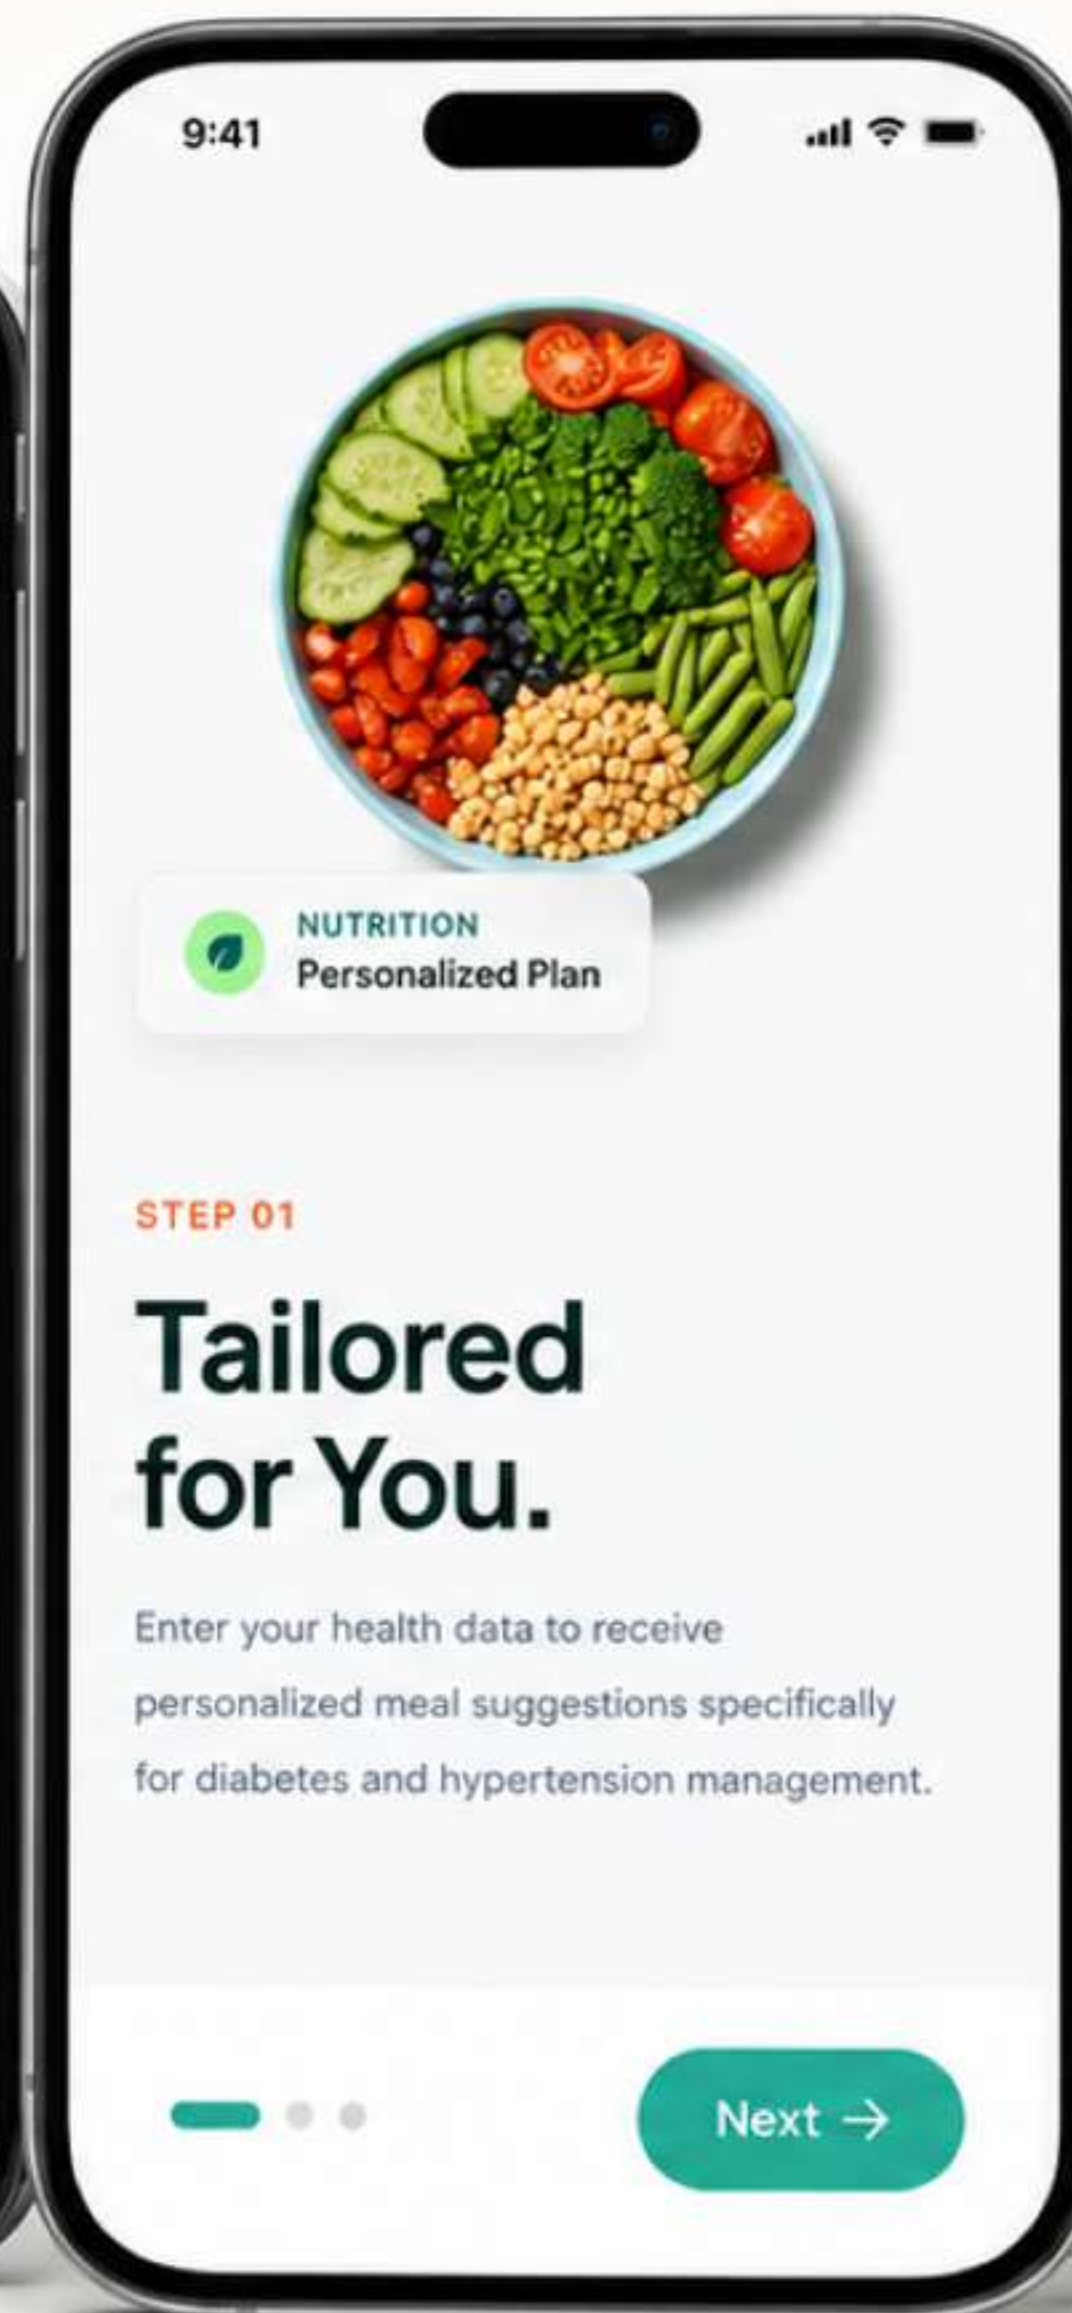 9:41
NUTRITION
Personalized Plan
STEP 01
Tailored
for You.
Enter your health data to receive
personalized meal suggestions specifically
for diabetes and hypertension management.
Next →